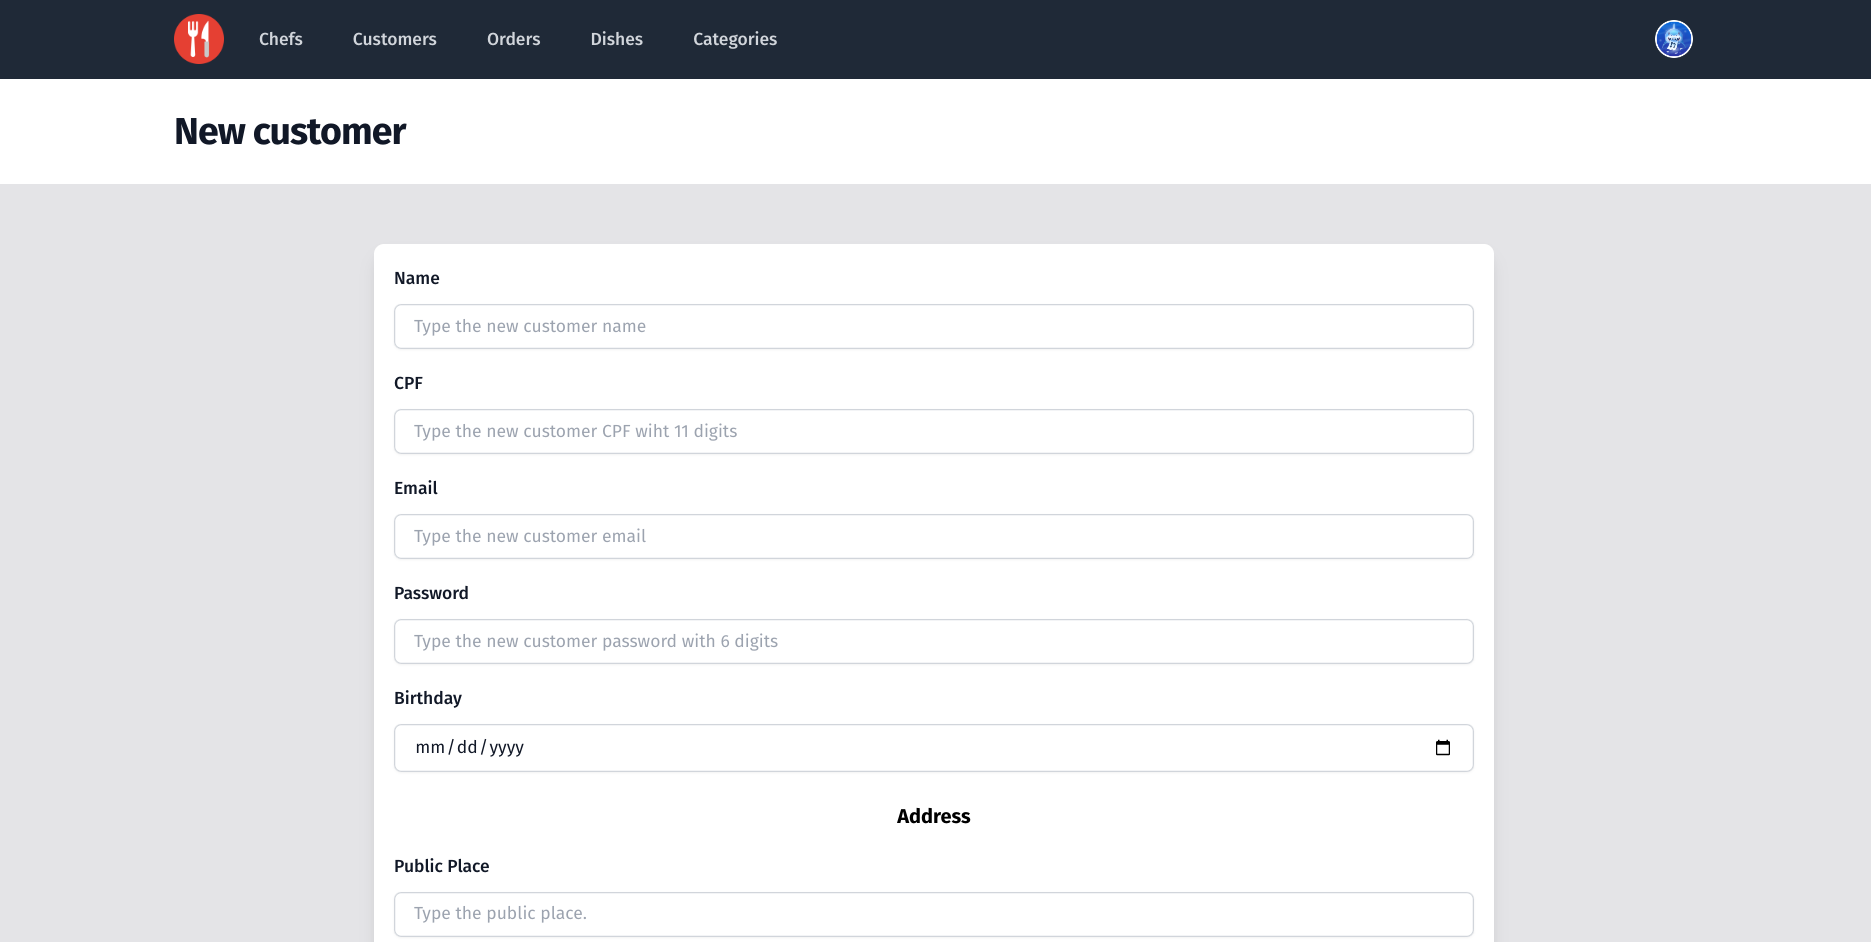 Chefs Customers Orders Dishes Categories
New customer
Name
Type the new customer name
CPF
Type the new customer CPF wiht 11 digits
Email
Type the new customer email
Password
Type the new customer password with 6 digits
Birthday
mm/dd/yyyy
Address
Public Place
Type the public place.